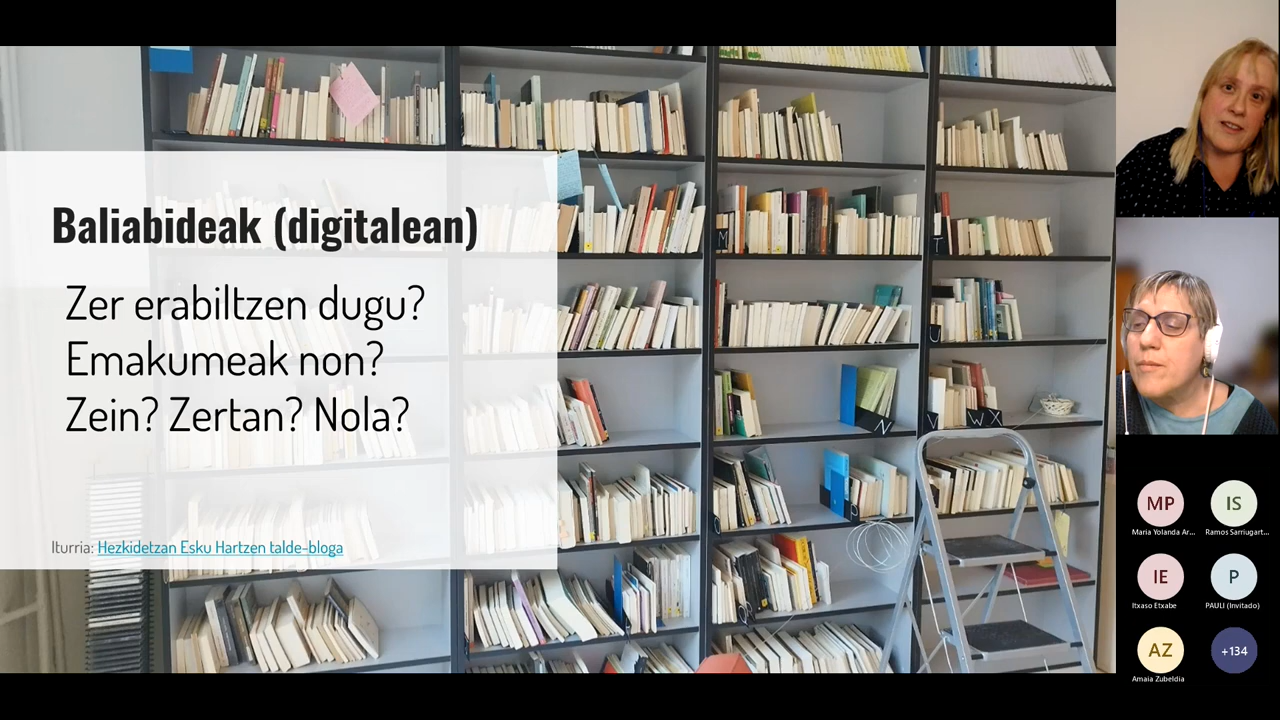 Baliabideak (digitalean)
Zer erabiltzen dugu?
Emakumeak non?
Zein? Zertan? Nola?
Iturria: Hezkidetzan Esku Hartzen talde-bloga
M
T
U
N
V
W X
MP
IS
Maria Yolanda Ar...
Ramos Sarriugart...
IE
P
Itxaso Etxabe
PAULI (Invitado)
AZ
+134
Amaia Zubeldia